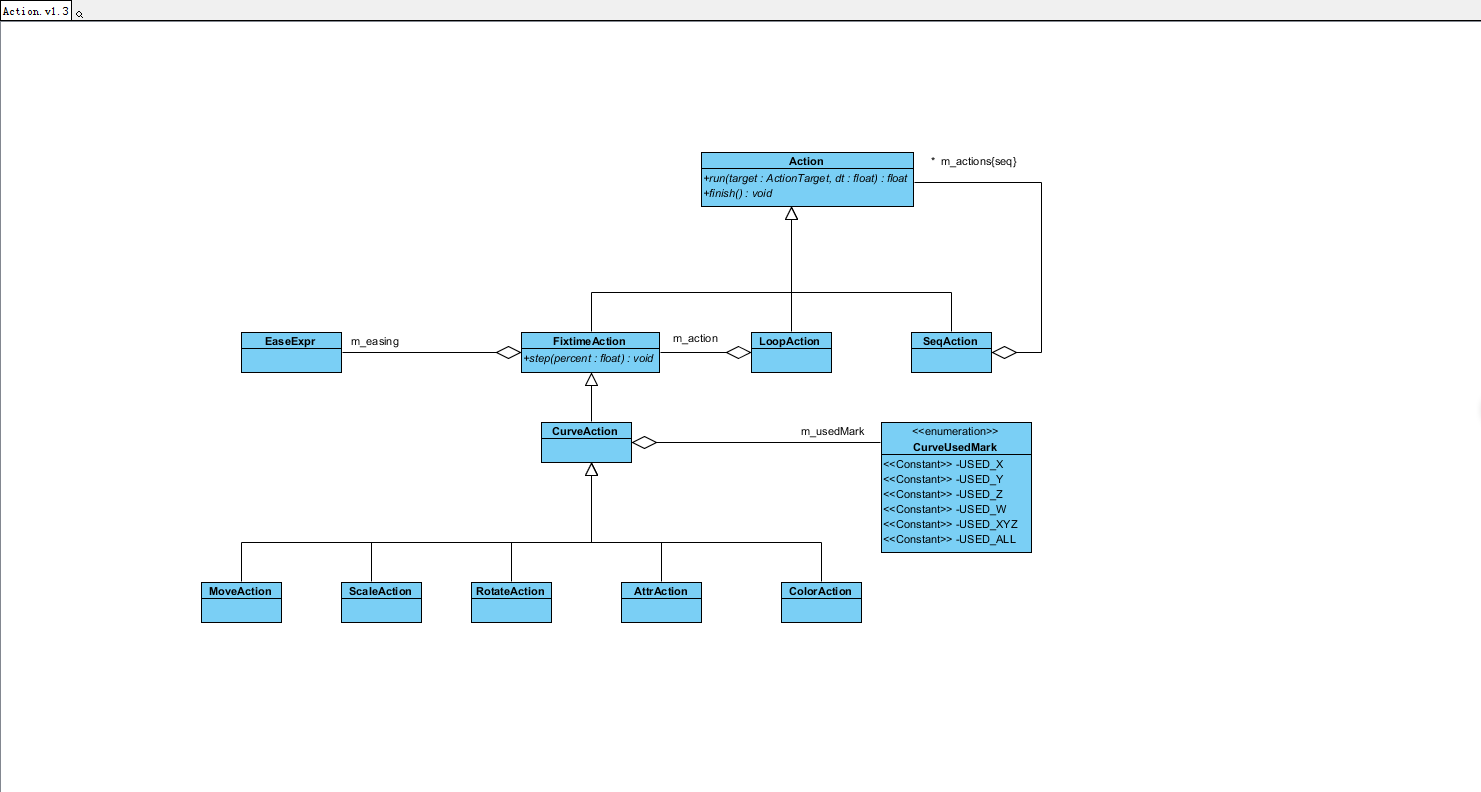 Action.v1.3
Action
* m_actions{seq}
+run(target : ActionTarget, dt : float) : float
+finish() : void
EaseExpr
m_easing
FixtimeAction
+step(percent : float) : void
m_action
LoopAction
SeqAction
CurveAction
m_usedMark
<<enumeration>>
CurveUsedMark
<<Constant>> -USED_X
<<Constant>> -USED_Y
<<Constant>> -USED_Z
<<Constant>> -USED_W
<<Constant>> -USED_XYZ
<<Constant>> -USED_ALL
MoveAction
ScaleAction
RotateAction
AttrAction
ColorAction